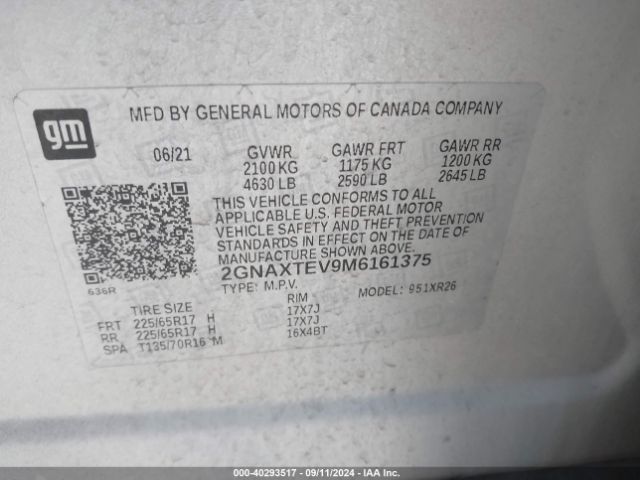 gm
MFD BY GENERAL MOTORS OF CANADA COMPANY
06/21 GVWR GAWR FRT GAWR RR
2100 KG 1175 KG 1200 KG
4630 LB 2590 LB 2645 LB
THIS VEHICLE CONFORMS TO ALL
APPLICABLE U.S. FEDERAL MOTOR
VEHICLE SAFETY AND THEFT PREVENTION
STANDARDS IN EFFECT ON THE DATE OF
MANUFACTURE SHOWN ABOVE.
2GNAXTEV9M6161375
636R
TYPE: M.P.V. MODEL: 951XR26
TIRE SIZE RIM
FRT 225/65R17 H 17X7J
RR 225/65R17 H 17X7J
SPA T135/70R16 M 16X4BT
000-40293517 - 09/11/2024 - IAA Inc.